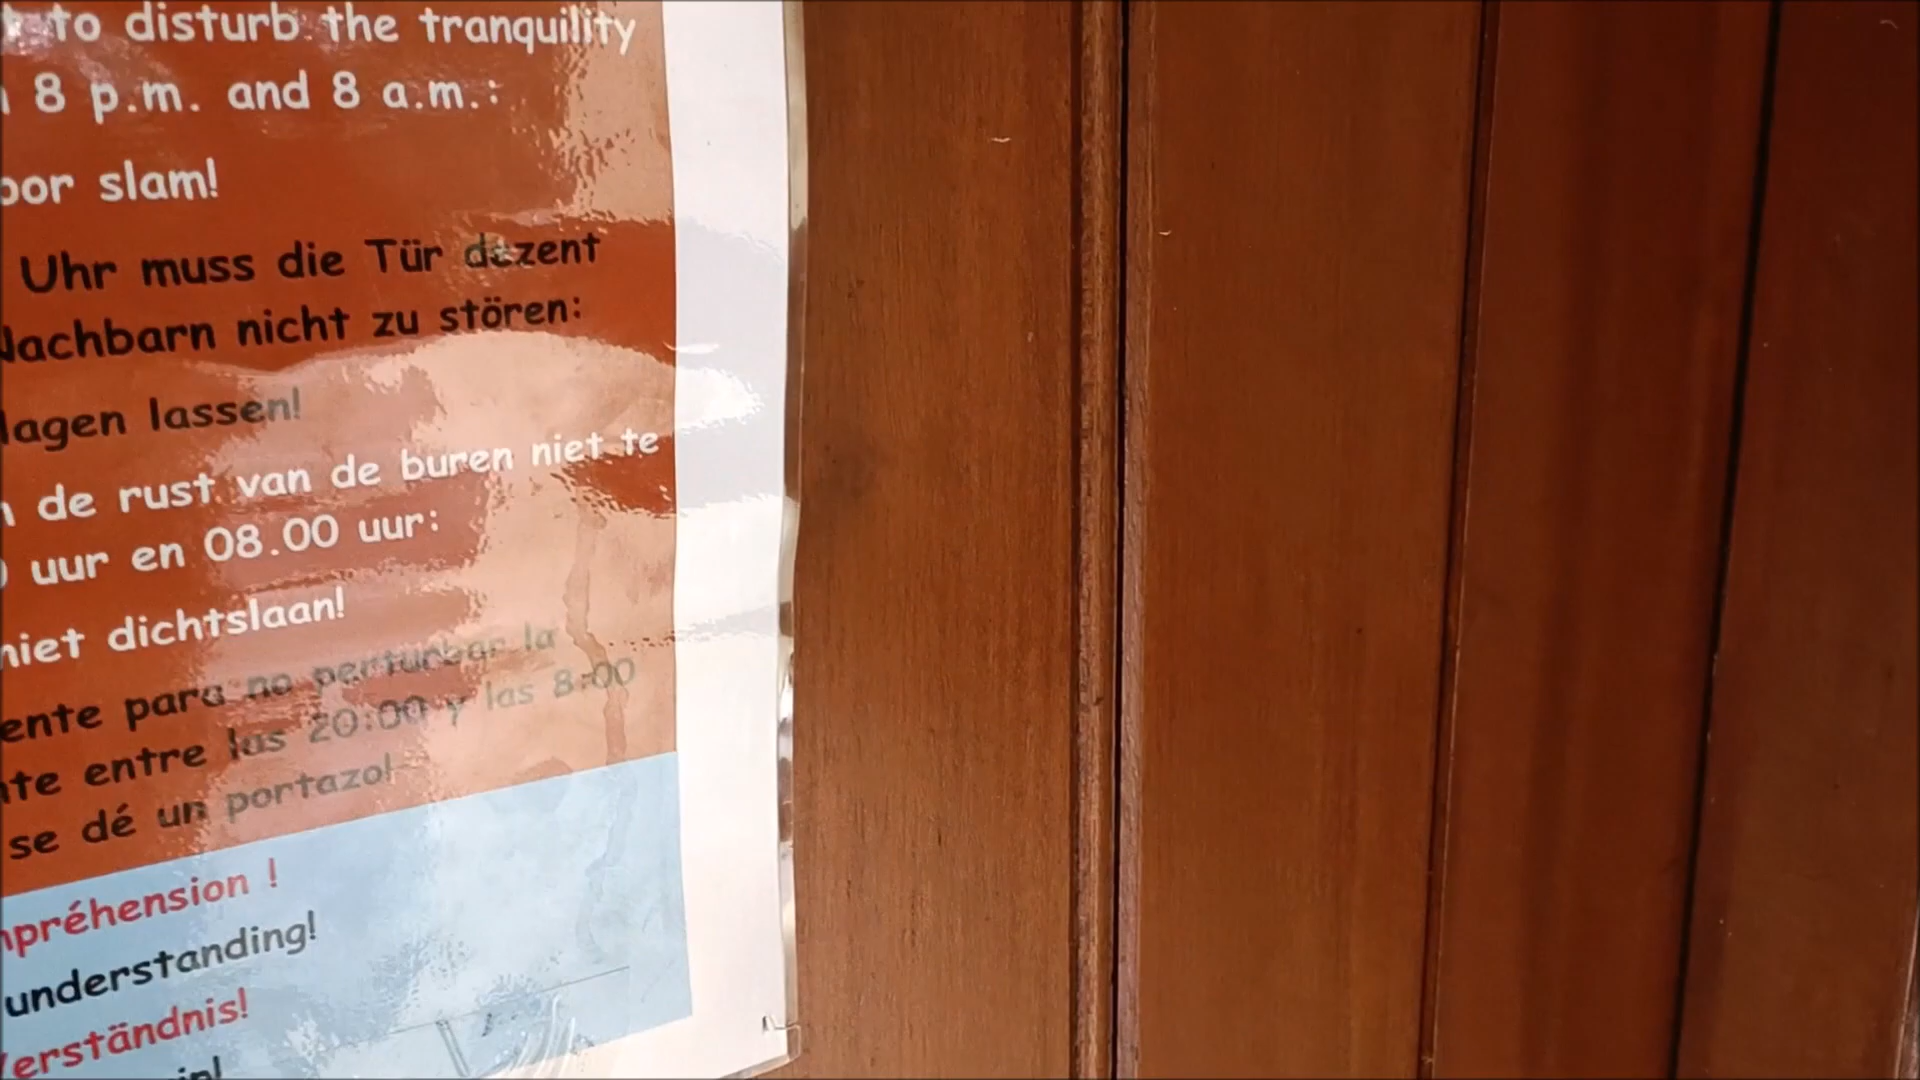 to disturb the tranquility
8 p.m. and 8 a.m.:
oor slam!
Uhr muss die Tür dezent
Nachbarn nicht zu stören:
lagen lassen!
de rust van de buren niet te
uur en 08.00 uur:
niet dichtslaan!
ente para no perturbar la
te entre las 20:00 y las 8:00
se dé un portazo!
mpréhension !
understanding!
Verständnis!